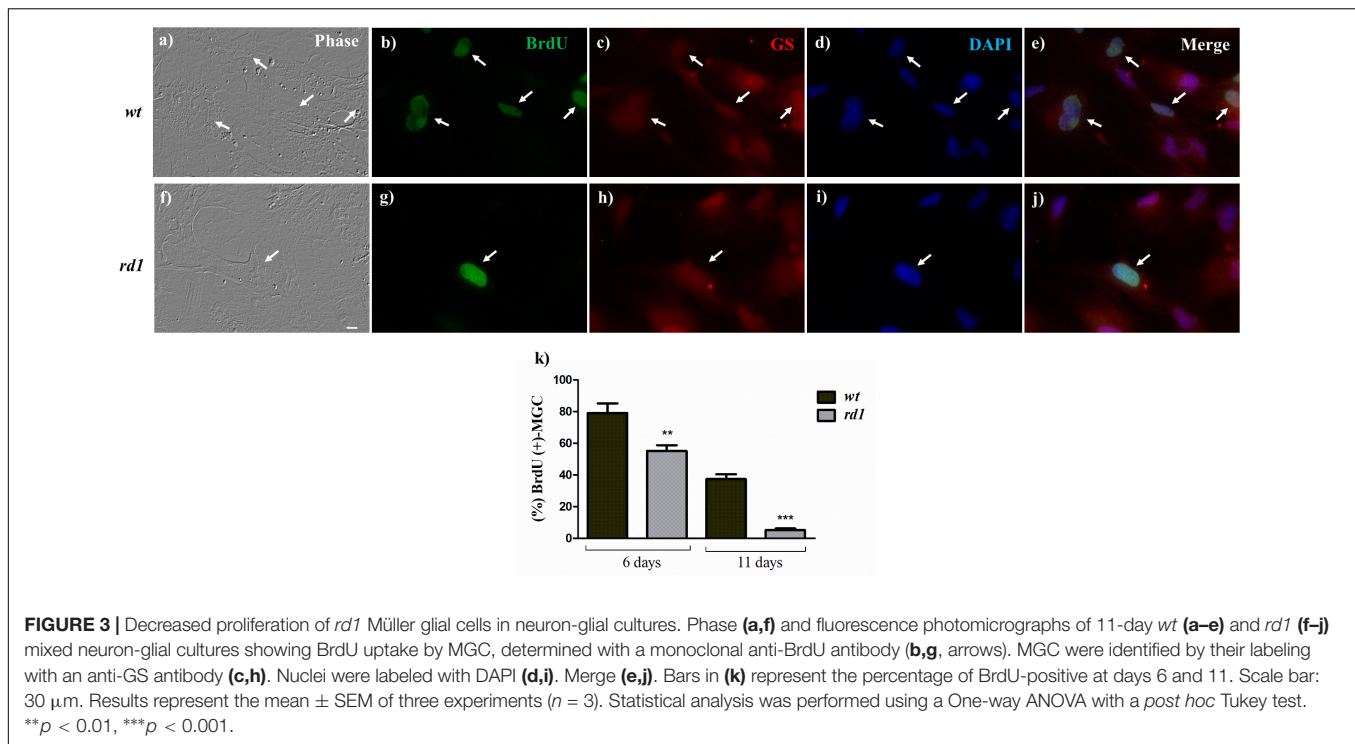 a) Phase b) BrdU c) GS d) DAPI e) Merge
wt
f) g) h) i) j)
rd1
k)
100
80
60
40
20
0
(%) BrdU (+)-MGC
**
***
6 days 11 days
wt
rd1
FIGURE 3 | Decreased proliferation of rd1 Müller glial cells in neuron-glial cultures. Phase (a,f) and fluorescence photomicrographs of 11-day wt (a–e) and rd1 (f–j)
mixed neuron-glial cultures showing BrdU uptake by MGC, determined with a monoclonal anti-BrdU antibody (b,g, arrows). MGC were identified by their labeling
with an anti-GS antibody (c,h). Nuclei were labeled with DAPI (d,i). Merge (e,j). Bars in (k) represent the percentage of BrdU-positive at days 6 and 11. Scale bar:
30 μm. Results represent the mean ± SEM of three experiments (n = 3). Statistical analysis was performed using a One-way ANOVA with a post hoc Tukey test.
**p < 0.01, ***p < 0.001.